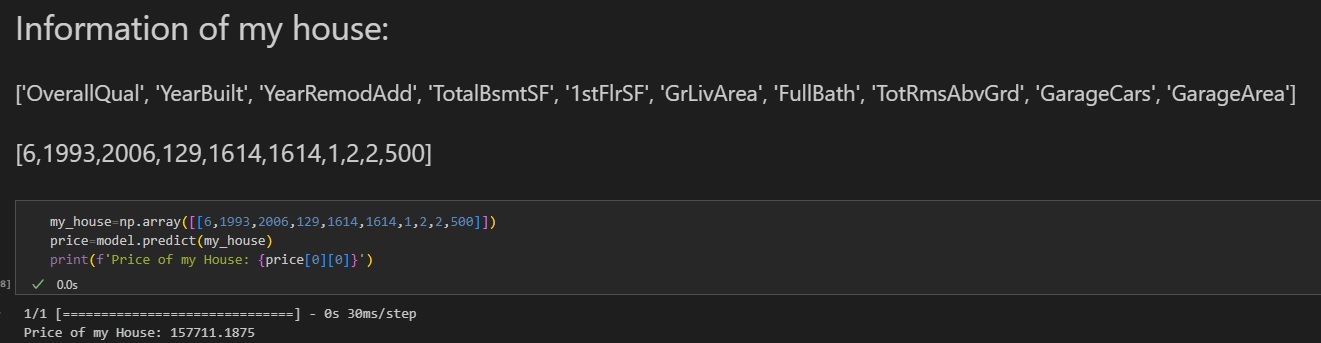 Information of my house:
['OverallQual', 'YearBuilt', 'YearRemodAdd', 'TotalBsmtSF', '1stFlrSF', 'GrLivArea', 'FullBath', 'TotRmsAbvGrd', 'GarageCars', 'GarageArea']
[6,1993,2006,129,1614,1614,1,2,2,500]
my_house=np.array([[6,1993,2006,129,1614,1614,1,2,2,500]])
price=model.predict(my_house)
print(f'Price of my House: {price[0][0]}')
8] ✓ 0.0s
1/1 [==============================] - 0s 30ms/step
Price of my House: 157711.1875